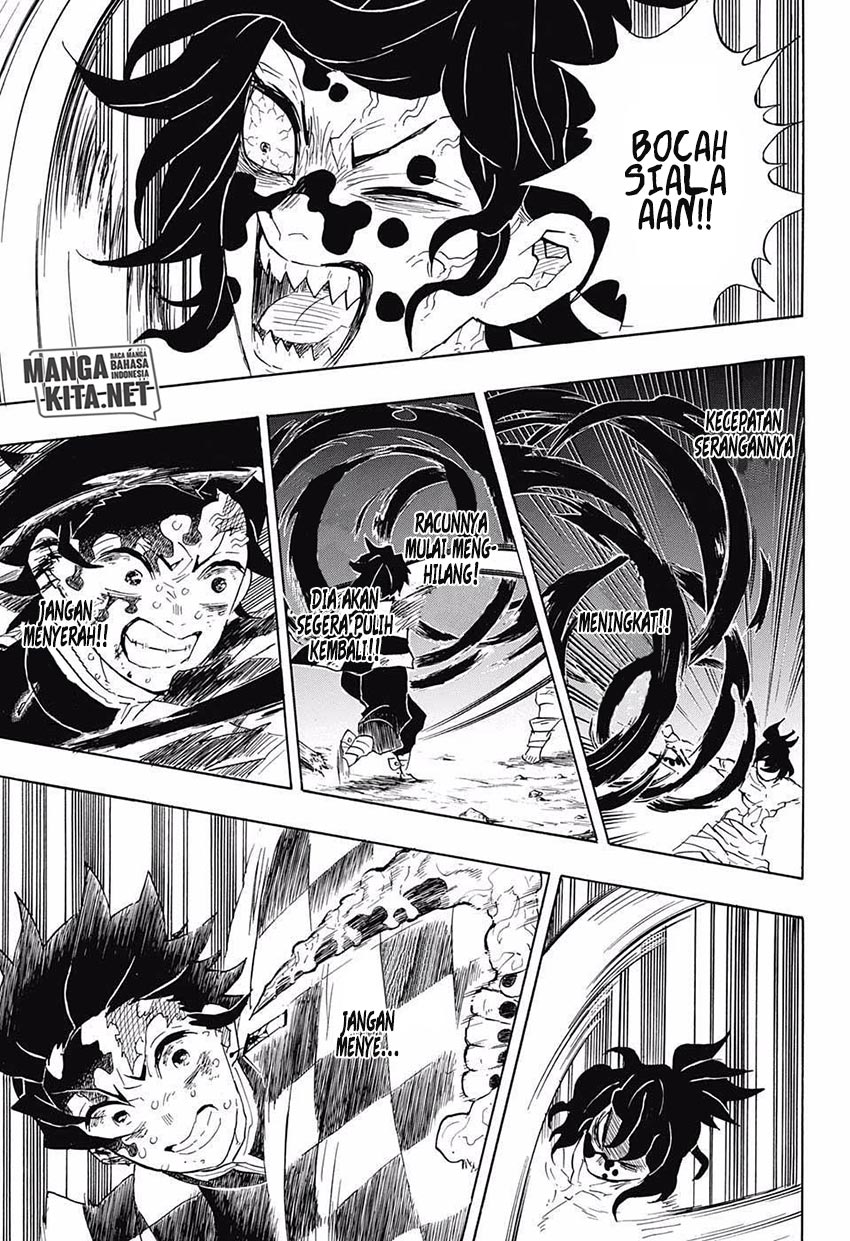 BOCAH
SIALA
AAN!!
MANGA
KITA.NET
BACA MANGA
BAHASA
INDONESIA
KECEPATAN
SERANGANNYA
MENINGKAT!!
RACUNNYA
MULAI MENG-
HILANG!
DIA AKAN
SEGERA PULIH
KEMBALI!!
JANGAN
MENYERAH!!
JANGAN
MENYE...